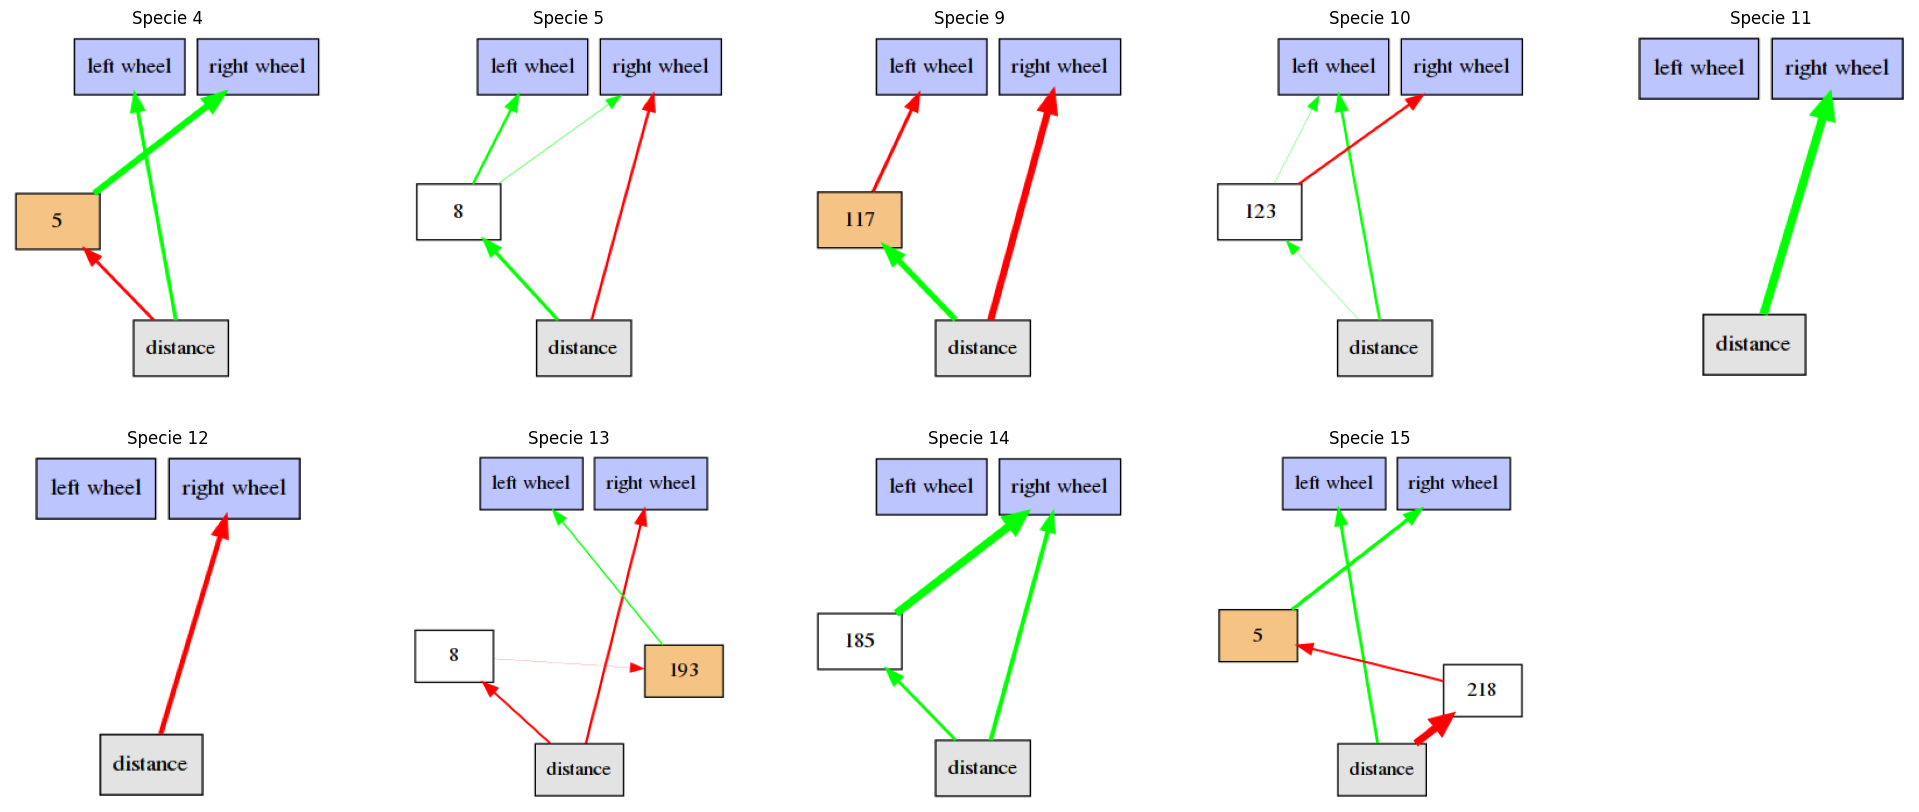 Specie 4
left wheel
right wheel
5
distance
Specie 5
left wheel
right wheel
8
distance
Specie 9
left wheel
right wheel
117
distance
Specie 10
left wheel
right wheel
123
distance
Specie 11
left wheel
right wheel
distance
Specie 12
left wheel
right wheel
distance
Specie 13
left wheel
right wheel
8
193
distance
Specie 14
left wheel
right wheel
185
distance
Specie 15
left wheel
right wheel
5
218
distance